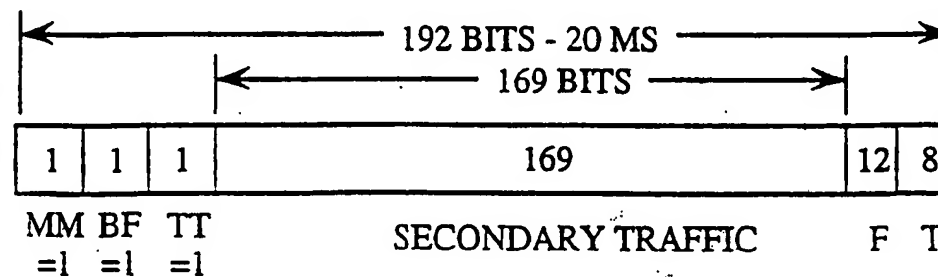 192 BITS - 20 MS
169 BITS
1 1 1 169 12 8
MM BF TT SECONDARY TRAFFIC F T
=1 =1 =1